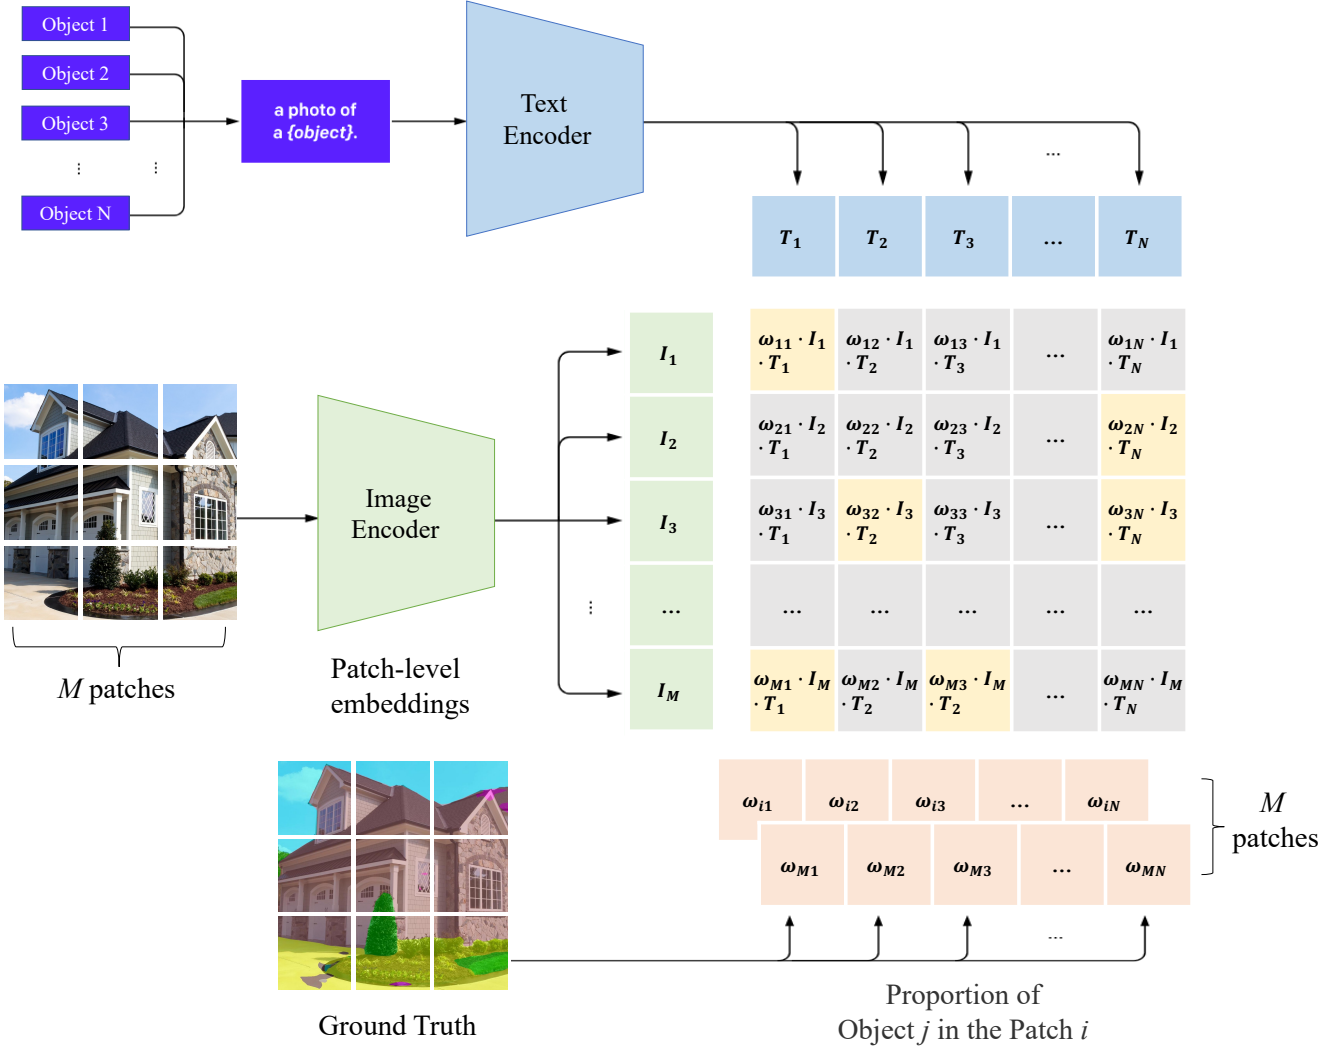 Object 1
Object 2
Object 3
⋮ ⋮
Object N
a photo of
a {object}.
Text
Encoder
...
T1 T2 T3 ... TN
Image
Encoder
M patches
Patch-level
embeddings
⋮
I1
I2
I3
...
IM
ω11 · I1 ω12 · I1 ω13 · I1 ... ω1N · I1
· T1 · T2 · T3 · TN
ω21 · I2 ω22 · I2 ω23 · I2 ... ω2N · I2
· T1 · T2 · T3 · TN
ω31 · I3 ω32 · I3 ω33 · I3 ... ω3N · I3
· T1 · T2 · T3 · TN
... ... ... ... ...
ωM1 · IM ωM2 · IM ωM3 · IM ... ωMN · IM
· T1 · T2 · T2 · TN
Ground Truth
ωi1 ωi2 ωi3 ... ωiN
ωM1 ωM2 ωM3 ... ωMN
M
patches
...
Proportion of
Object j in the Patch i